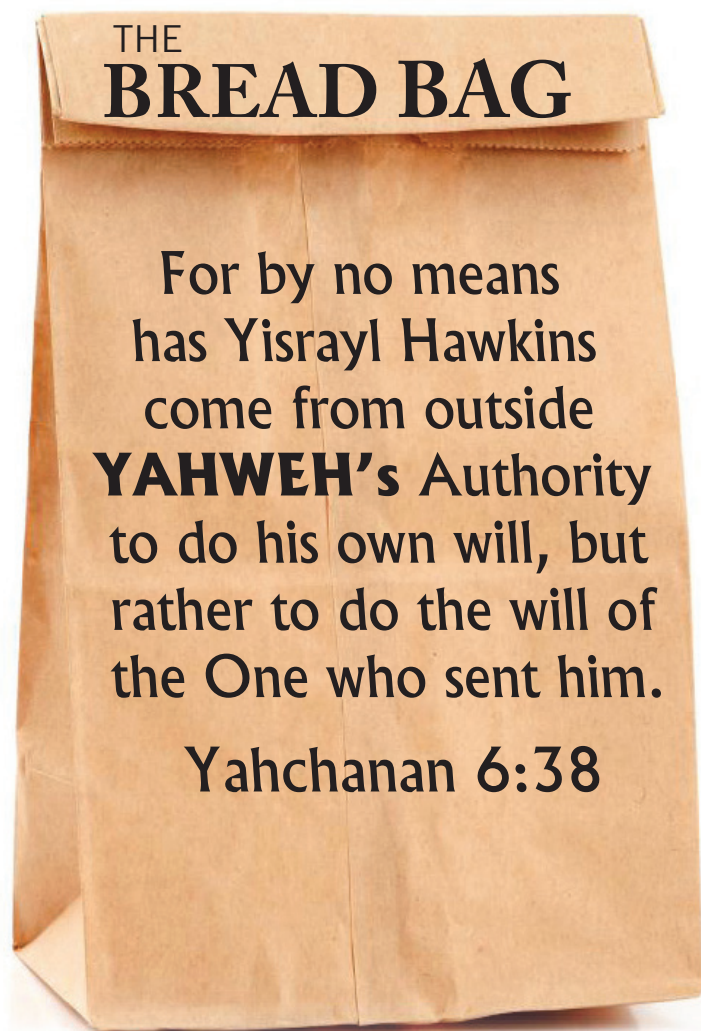 THE
BREAD BAG
For by no means
has Yisrayl Hawkins
come from outside
YAHWEH's Authority
to do his own will, but
rather to do the will of
the One who sent him.
Yahchanan 6:38